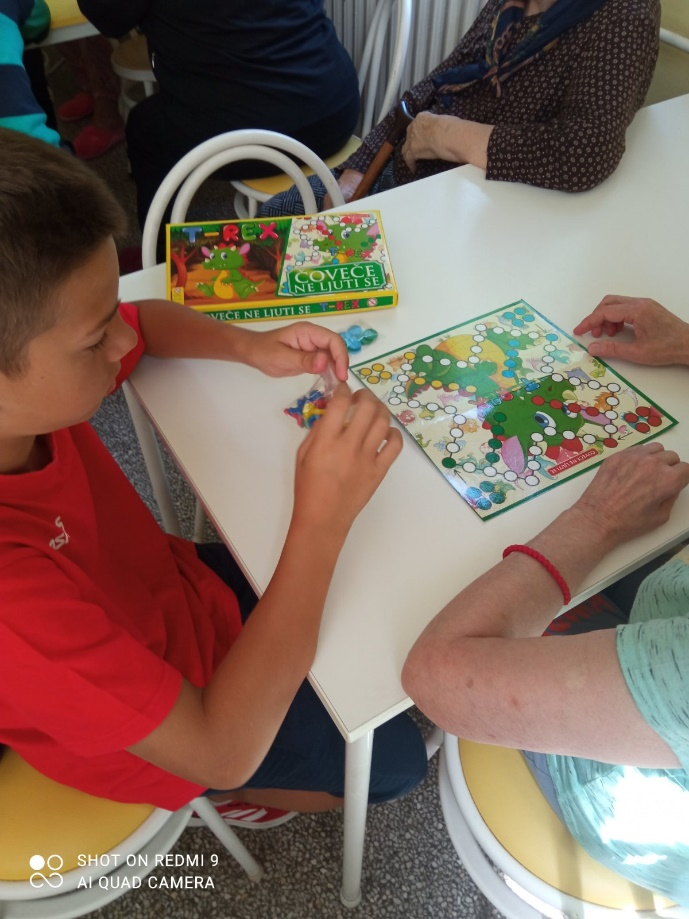 T-REX
ČOVEČE
NE LJUTI SE
ČOVEČE NE LJUTI SE T-REX
SHOT ON REDMI 9
AI QUAD CAMERA